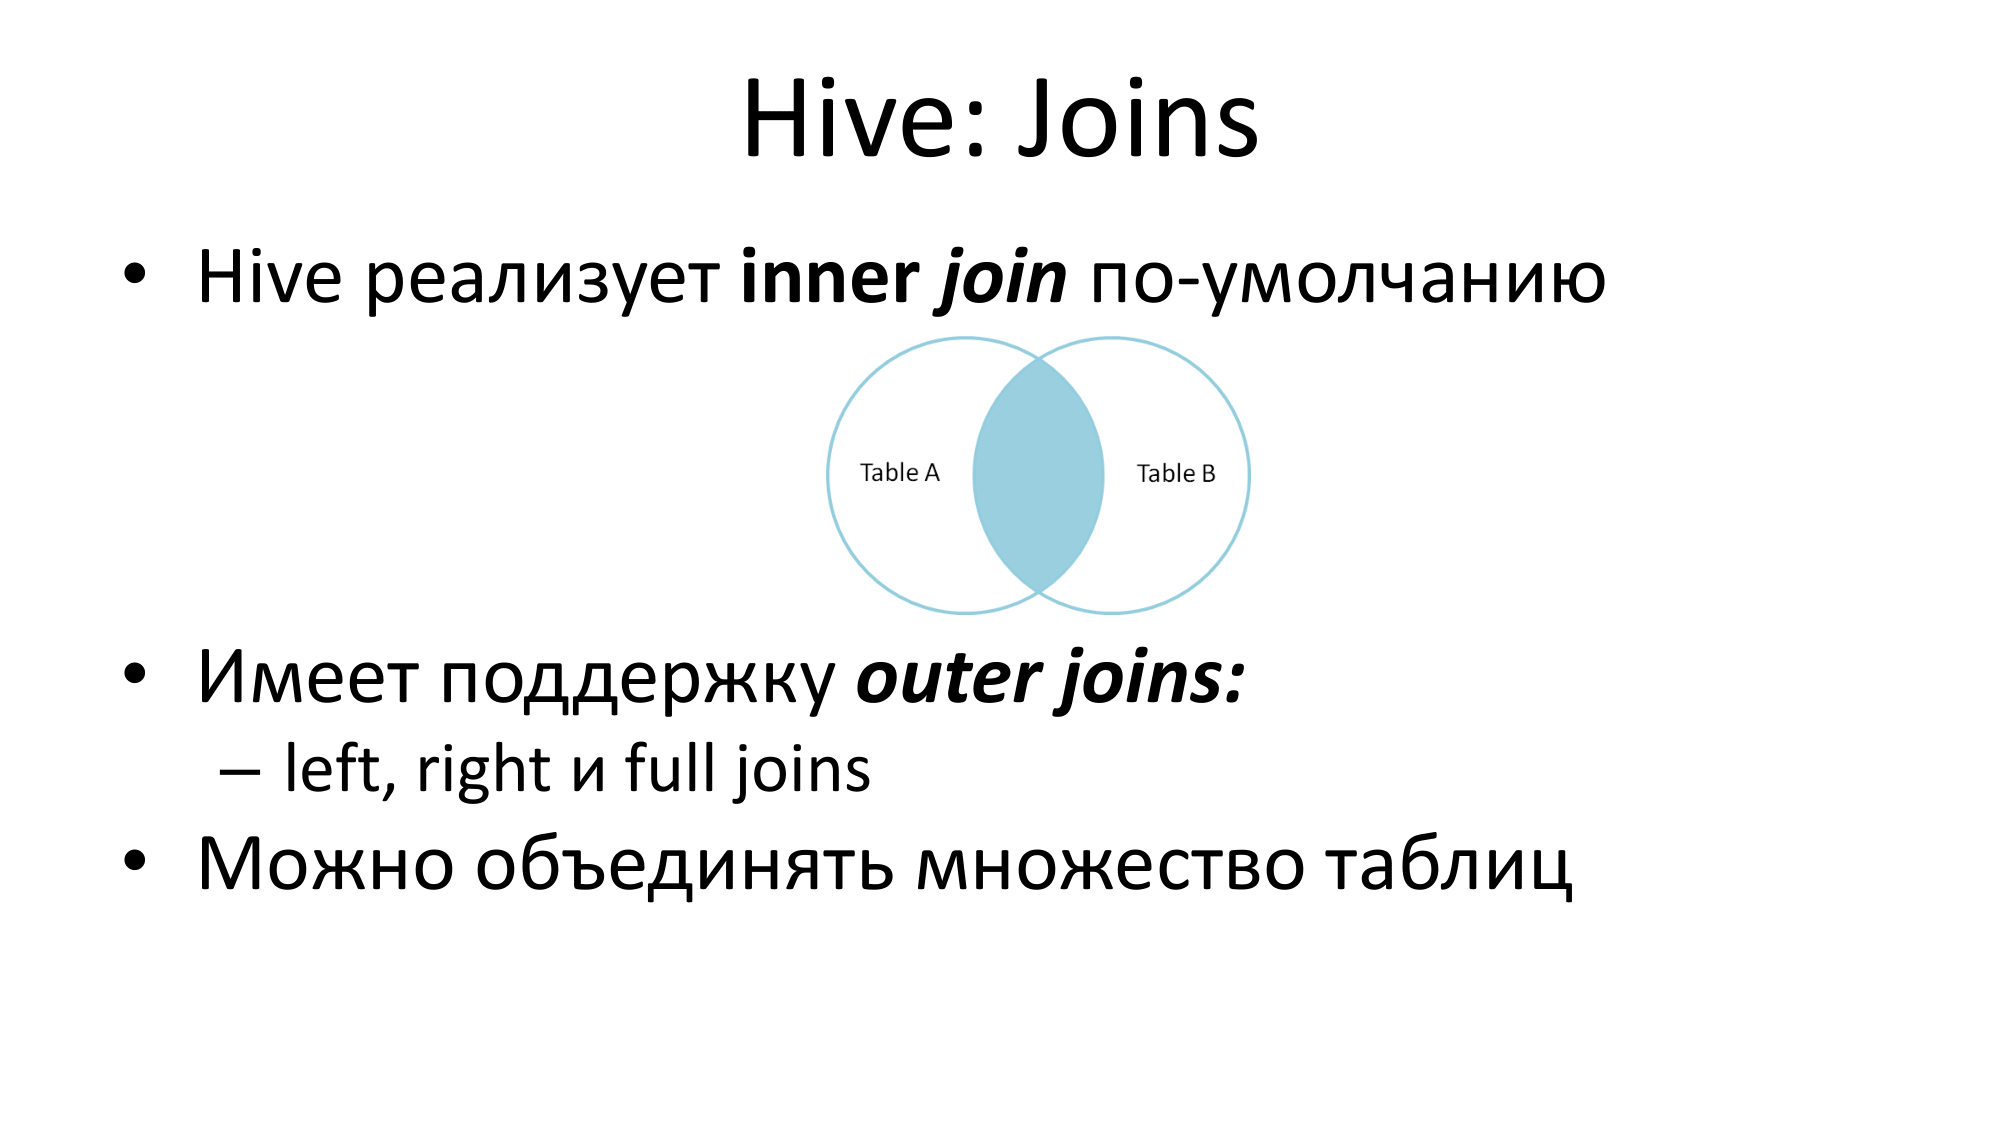 Hive: Joins
• Hive реализует inner join по-умолчанию
Table A
Table B
• Имеет поддержку outer joins:
– left, right и full joins
• Можно объединять множество таблиц